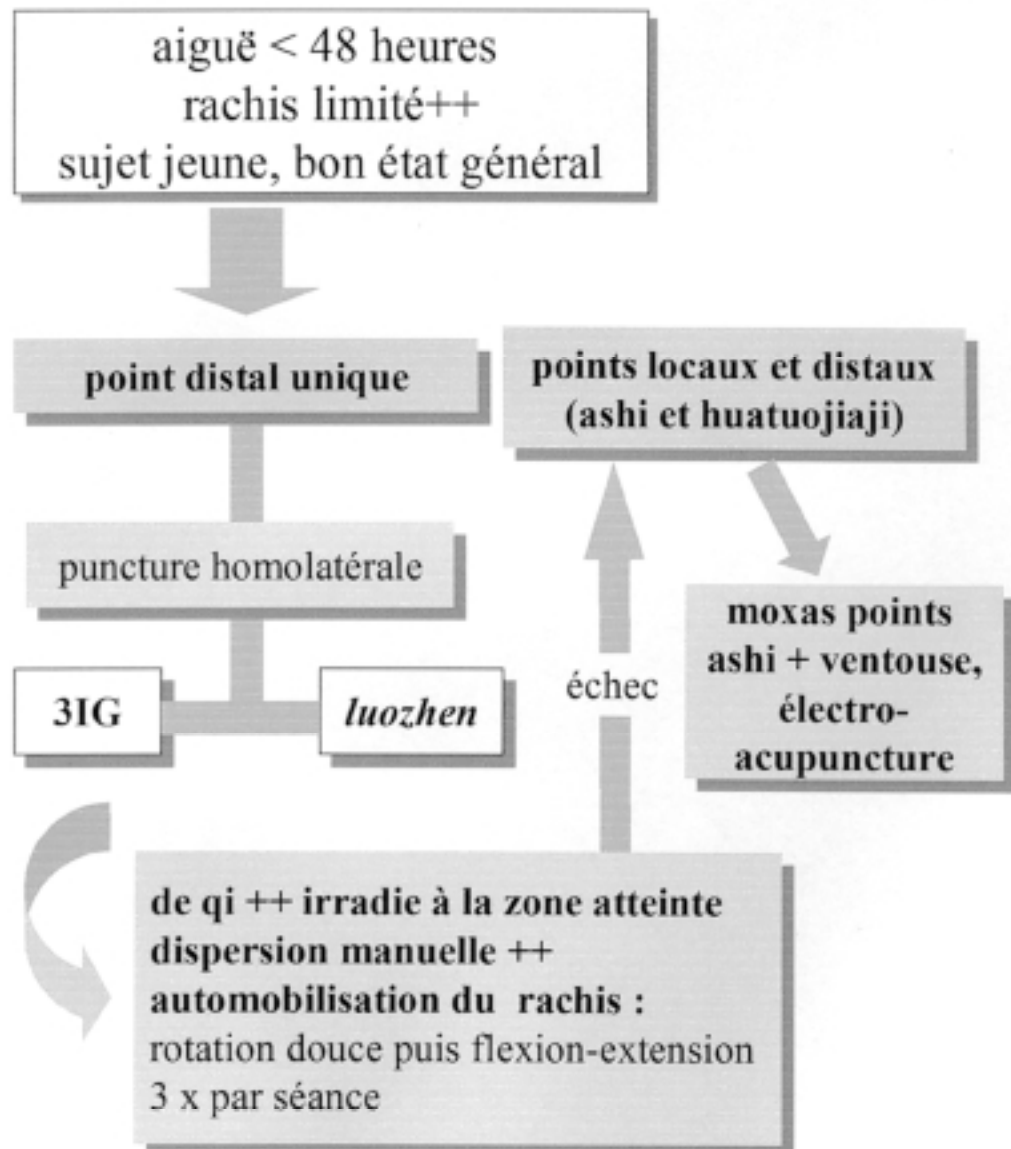 aiguë < 48 heures
rachis limité++
sujet jeune, bon état général
point distal unique
puncture homolatérale
3IG
luozhen
de qi ++ irradie à la zone atteinte
dispersion manuelle ++
automobilisation du rachis :
rotation douce puis flexion-extension
3 x par séance
échec
points locaux et distaux
(ashi et huatuojiaji)
moxas points
ashi + ventouse,
électro-
acupuncture